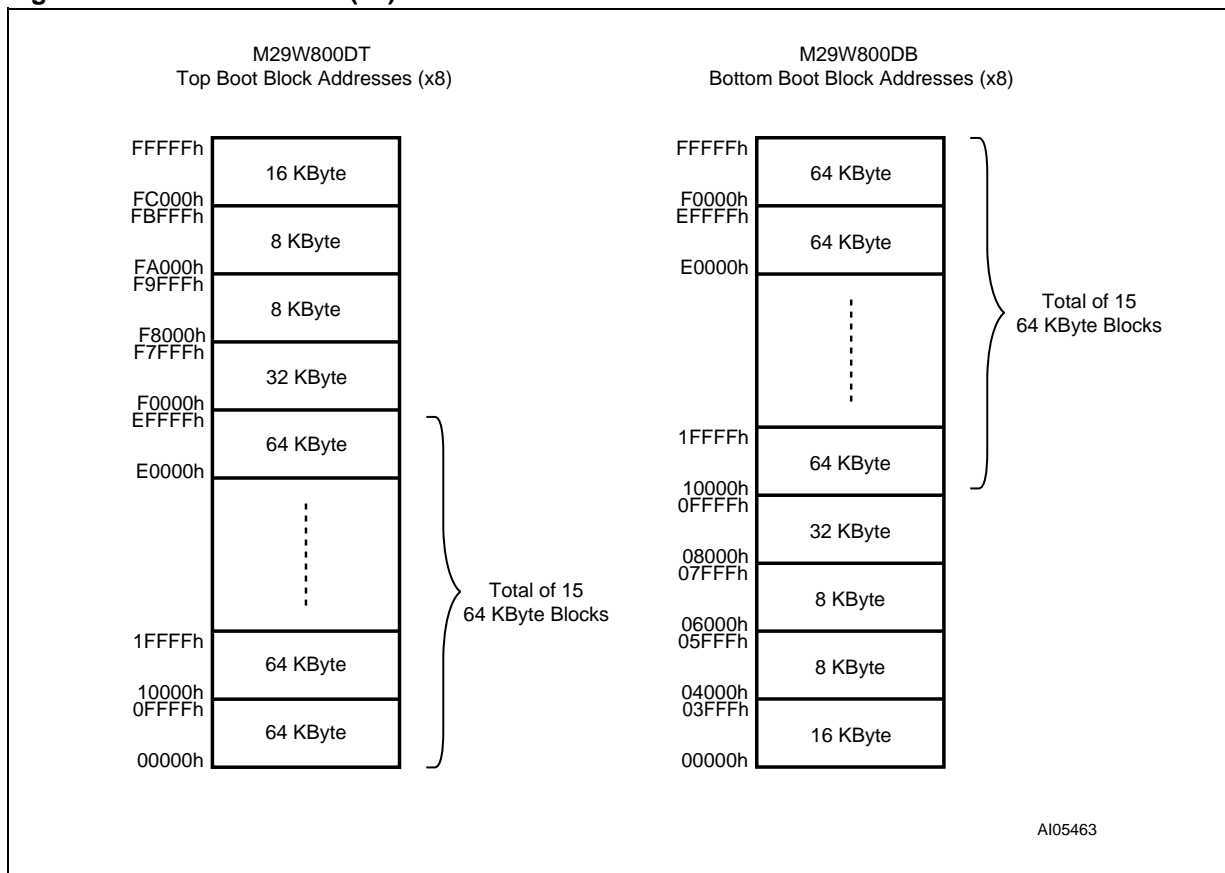 M29W800DT
Top Boot Block Addresses (x8)
FFFFFh
16 KByte
FC000h
FBFFFh
8 KByte
FA000h
F9FFFh
8 KByte
F8000h
F7FFFh
32 KByte
F0000h
EFFFFh
64 KByte
E0000h
Total of 15
64 KByte Blocks
1FFFFh
64 KByte
10000h
0FFFFh
64 KByte
00000h
M29W800DB
Bottom Boot Block Addresses (x8)
FFFFFh
64 KByte
F0000h
EFFFFh
64 KByte
E0000h
Total of 15
64 KByte Blocks
1FFFFh
64 KByte
10000h
0FFFFh
32 KByte
08000h
07FFFh
8 KByte
06000h
05FFFh
8 KByte
04000h
03FFFh
16 KByte
00000h
AI05463